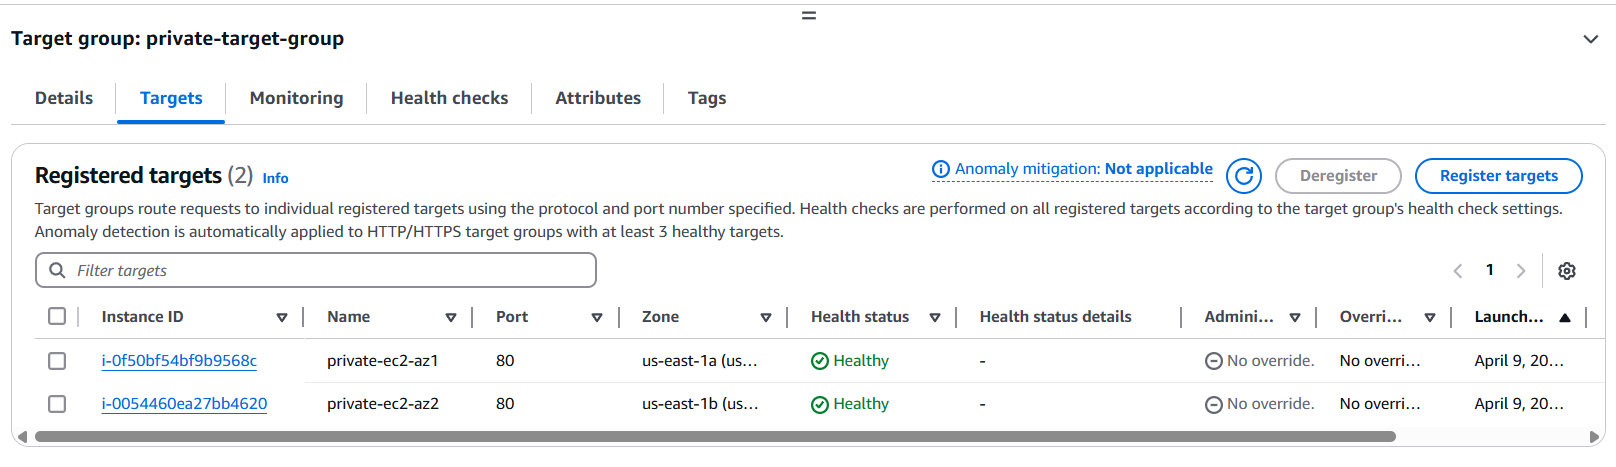 Target group: private-target-group
Details Targets Monitoring Health checks Attributes Tags
Registered targets (2) Info Anomaly mitigation: Not applicable Deregister Register targets
Target groups route requests to individual registered targets using the protocol and port number specified. Health checks are performed on all registered targets according to the target group's health check settings.
Anomaly detection is automatically applied to HTTP/HTTPS target groups with at least 3 healthy targets.
Filter targets 1
Instance ID Name Port Zone Health status Health status details Admini... Overri... Launch...
i-0f50bf54bf9b9568c private-ec2-az1 80 us-east-1a (us... Healthy - No override. No overri... April 9, 20...
i-0054460ea27bb4620 private-ec2-az2 80 us-east-1b (us... Healthy - No override. No overri... April 9, 20...